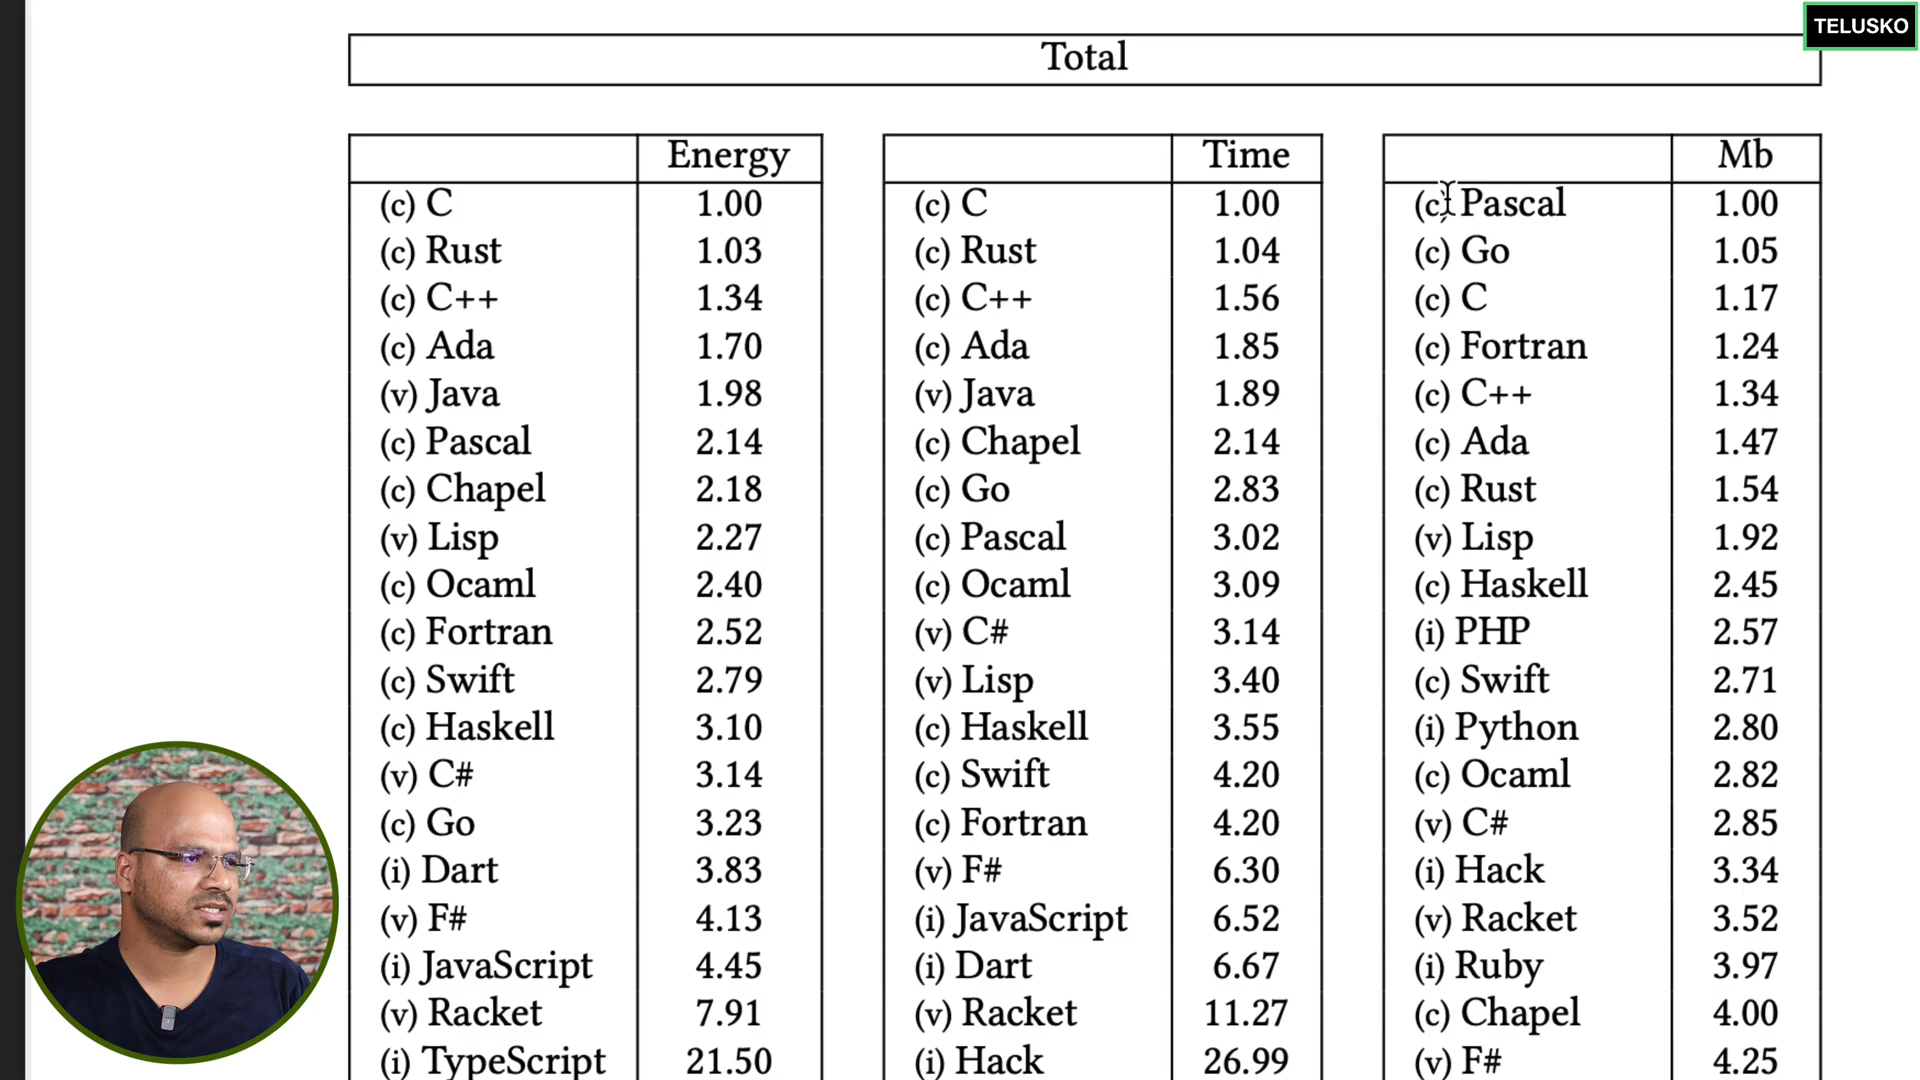 TELUSKO
Total
Energy
(c) C 1.00
(c) Rust 1.03
(c) C++ 1.34
(c) Ada 1.70
(v) Java 1.98
(c) Pascal 2.14
(c) Chapel 2.18
(v) Lisp 2.27
(c) Ocaml 2.40
(c) Fortran 2.52
(c) Swift 2.79
(c) Haskell 3.10
(v) C# 3.14
(c) Go 3.23
(i) Dart 3.83
(v) F# 4.13
(i) JavaScript 4.45
(v) Racket 7.91
(i) TypeScript 21.50
Time
(c) C 1.00
(c) Rust 1.04
(c) C++ 1.56
(c) Ada 1.85
(v) Java 1.89
(c) Chapel 2.14
(c) Go 2.83
(c) Pascal 3.02
(c) Ocaml 3.09
(v) C# 3.14
(v) Lisp 3.40
(c) Haskell 3.55
(c) Swift 4.20
(c) Fortran 4.20
(v) F# 6.30
(i) JavaScript 6.52
(i) Dart 6.67
(v) Racket 11.27
(i) Hack 26.99
Mb
(c) Pascal 1.00
(c) Go 1.05
(c) C 1.17
(c) Fortran 1.24
(c) C++ 1.34
(c) Ada 1.47
(c) Rust 1.54
(v) Lisp 1.92
(c) Haskell 2.45
(i) PHP 2.57
(c) Swift 2.71
(i) Python 2.80
(c) Ocaml 2.82
(v) C# 2.85
(i) Hack 3.34
(v) Racket 3.52
(i) Ruby 3.97
(c) Chapel 4.00
(v) F# 4.25